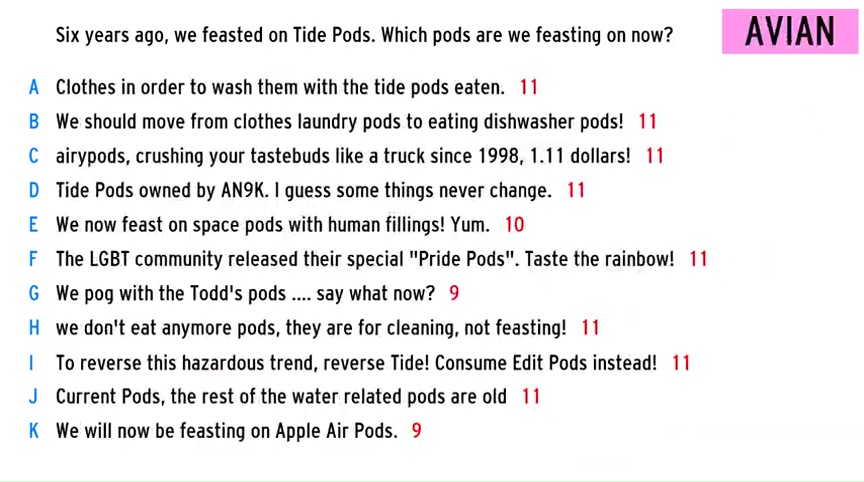 Six years ago, we feasted on Tide Pods. Which pods are we feasting on now?
AVIAN
A Clothes in order to wash them with the tide pods eaten. 11
B We should move from clothes laundry pods to eating dishwasher pods! 11
C airypods, crushing your tastebuds like a truck since 1998, 1.11 dollars! 11
D Tide Pods owned by AN9K. I guess some things never change. 11
E We now feast on space pods with human fillings! Yum. 10
F The LGBT community released their special "Pride Pods". Taste the rainbow! 11
G We pog with the Todd's pods .... say what now? 9
H we don't eat anymore pods, they are for cleaning, not feasting! 11
I To reverse this hazardous trend, reverse Tide! Consume Edit Pods instead! 11
J Current Pods, the rest of the water related pods are old 11
K We will now be feasting on Apple Air Pods. 9